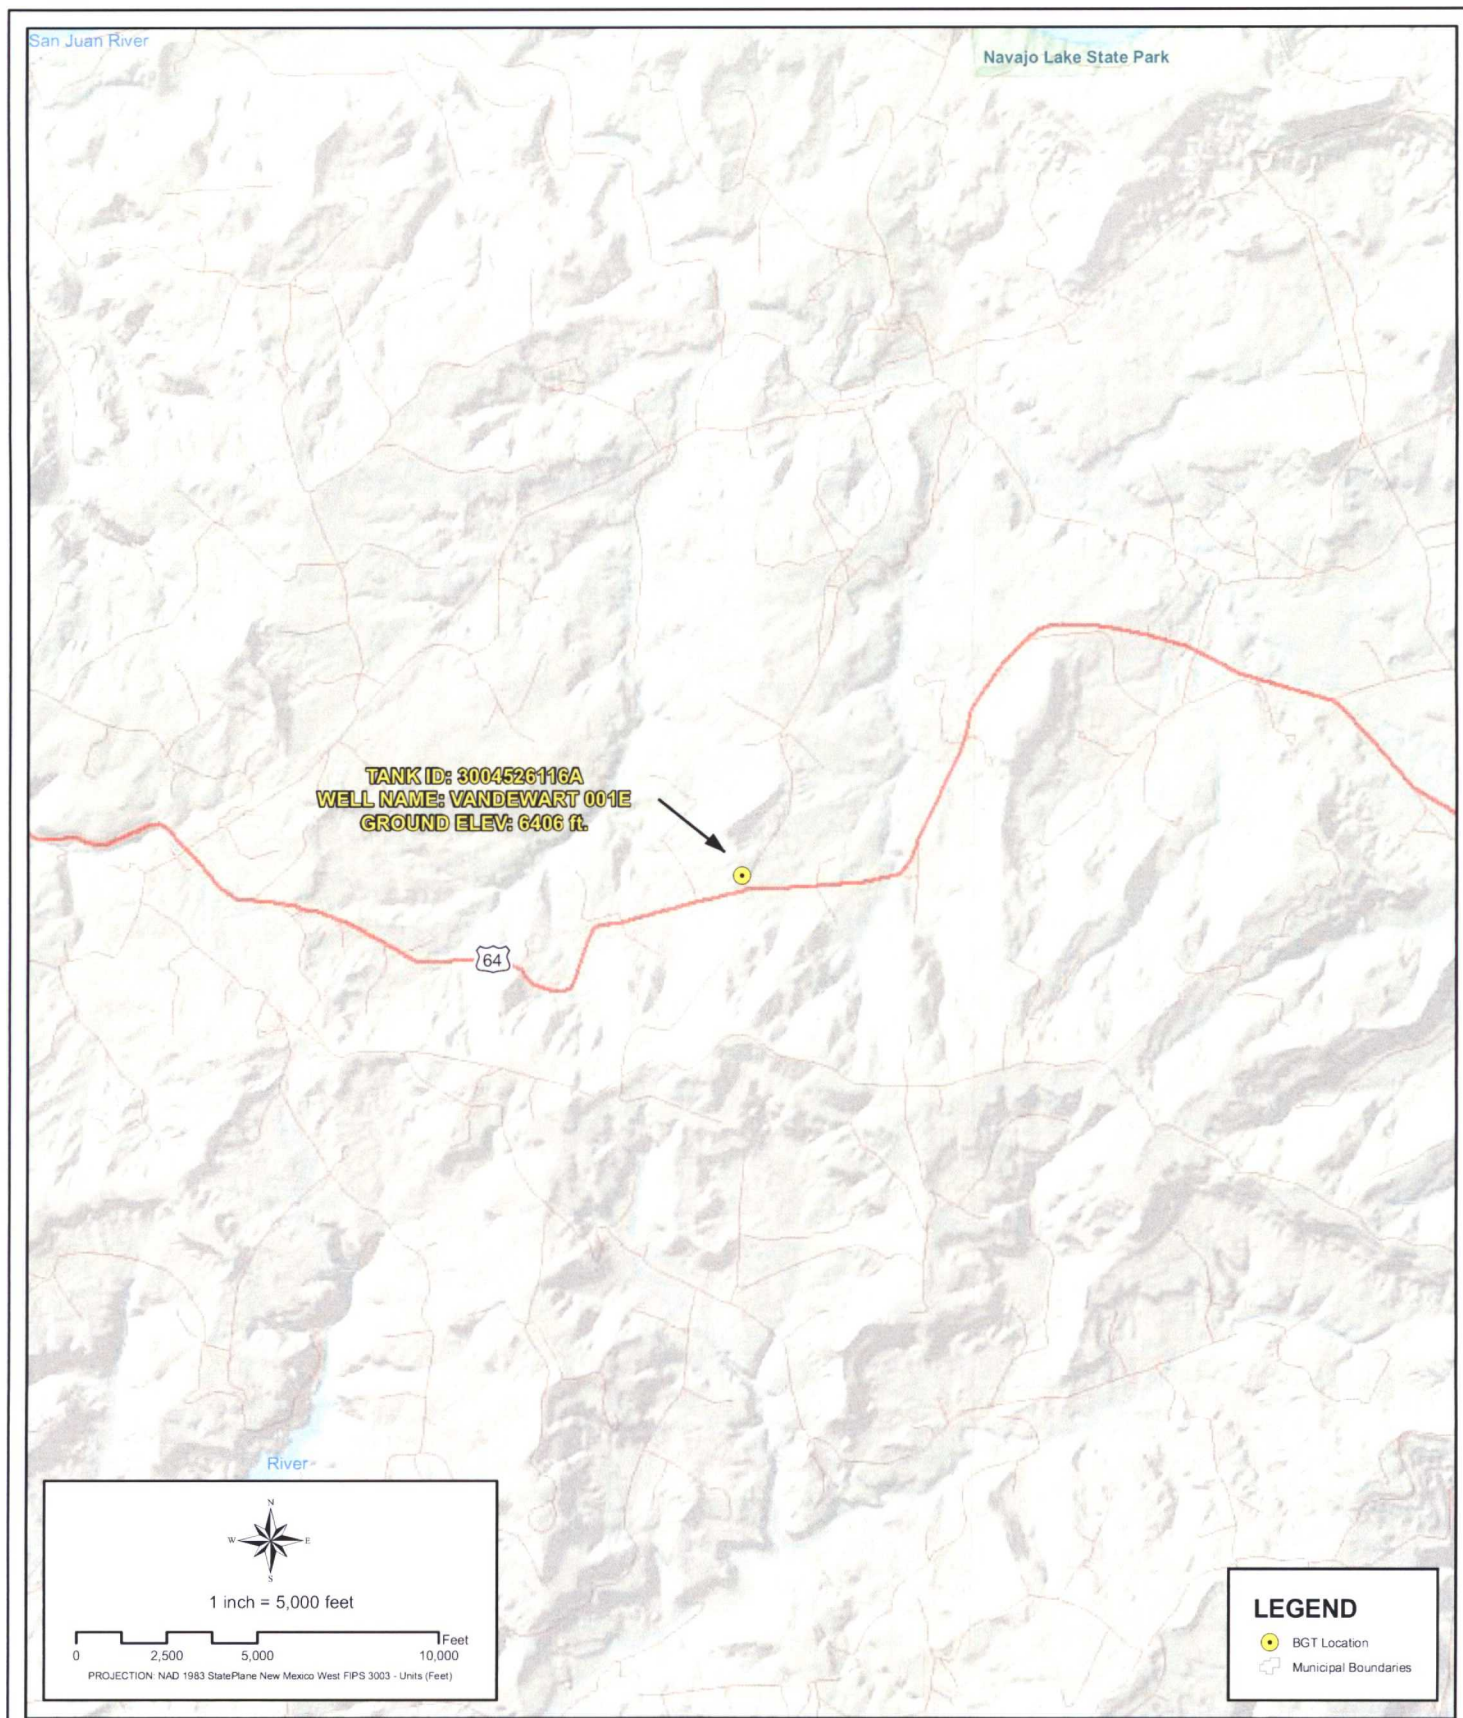 San Juan River
Navajo Lake State Park
TANK ID: 3004526116A
WELL NAME: VANDEWART 001E
GROUND ELEV: 6406 ft.
64
River
N
W E
S
1 inch = 5,000 feet
Feet
0 2,500 5,000 10,000
PROJECTION: NAD 1983 StatePlane New Mexico West FIPS 3003 - Units (Feet)
LEGEND
BGT Location
Municipal Boundaries